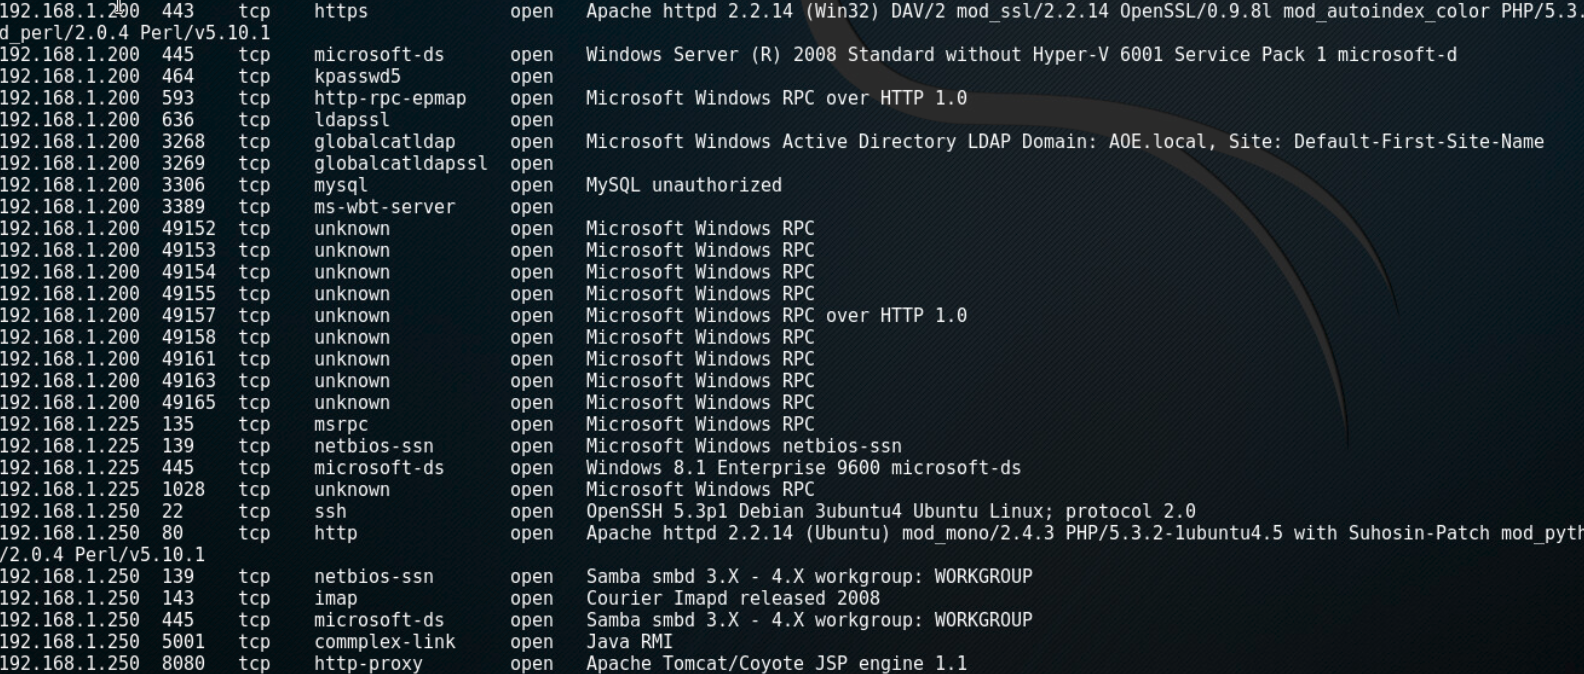 192.168.1.200  443    tcp    https            open   Apache httpd 2.2.14 (Win32) DAV/2 mod_ssl/2.2.14 OpenSSL/0.9.8l mod_autoindex_color PHP/5.3.
d_perl/2.0.4 Perl/v5.10.1
192.168.1.200  445    tcp    microsoft-ds     open   Windows Server (R) 2008 Standard without Hyper-V 6001 Service Pack 1 microsoft-d
192.168.1.200  464    tcp    kpasswd5         open
192.168.1.200  593    tcp    http-rpc-epmap   open   Microsoft Windows RPC over HTTP 1.0
192.168.1.200  636    tcp    ldapssl          open
192.168.1.200  3268   tcp    globalcatldap    open   Microsoft Windows Active Directory LDAP Domain: AOE.local, Site: Default-First-Site-Name
192.168.1.200  3269   tcp    globalcatldapssl open
192.168.1.200  3306   tcp    mysql            open   MySQL unauthorized
192.168.1.200  3389   tcp    ms-wbt-server    open
192.168.1.200  49152  tcp    unknown          open   Microsoft Windows RPC
192.168.1.200  49153  tcp    unknown          open   Microsoft Windows RPC
192.168.1.200  49154  tcp    unknown          open   Microsoft Windows RPC
192.168.1.200  49155  tcp    unknown          open   Microsoft Windows RPC
192.168.1.200  49157  tcp    unknown          open   Microsoft Windows RPC over HTTP 1.0
192.168.1.200  49158  tcp    unknown          open   Microsoft Windows RPC
192.168.1.200  49161  tcp    unknown          open   Microsoft Windows RPC
192.168.1.200  49163  tcp    unknown          open   Microsoft Windows RPC
192.168.1.200  49165  tcp    unknown          open   Microsoft Windows RPC
192.168.1.225  135    tcp    msrpc            open   Microsoft Windows RPC
192.168.1.225  139    tcp    netbios-ssn      open   Microsoft Windows netbios-ssn
192.168.1.225  445    tcp    microsoft-ds     open   Windows 8.1 Enterprise 9600 microsoft-ds
192.168.1.225  1028   tcp    unknown          open   Microsoft Windows RPC
192.168.1.250  22     tcp    ssh              open   OpenSSH 5.3p1 Debian 3ubuntu4 Ubuntu Linux; protocol 2.0
192.168.1.250  80     tcp    http             open   Apache httpd 2.2.14 (Ubuntu) mod_mono/2.4.3 PHP/5.3.2-1ubuntu4.5 with Suhosin-Patch mod_pyth
/2.0.4 Perl/v5.10.1
192.168.1.250  139    tcp    netbios-ssn      open   Samba smbd 3.X - 4.X workgroup: WORKGROUP
192.168.1.250  143    tcp    imap             open   Courier Imapd released 2008
192.168.1.250  445    tcp    microsoft-ds     open   Samba smbd 3.X - 4.X workgroup: WORKGROUP
192.168.1.250  5001   tcp    commplex-link    open   Java RMI
192.168.1.250  8080   tcp    http-proxy       open   Apache Tomcat/Coyote JSP engine 1.1